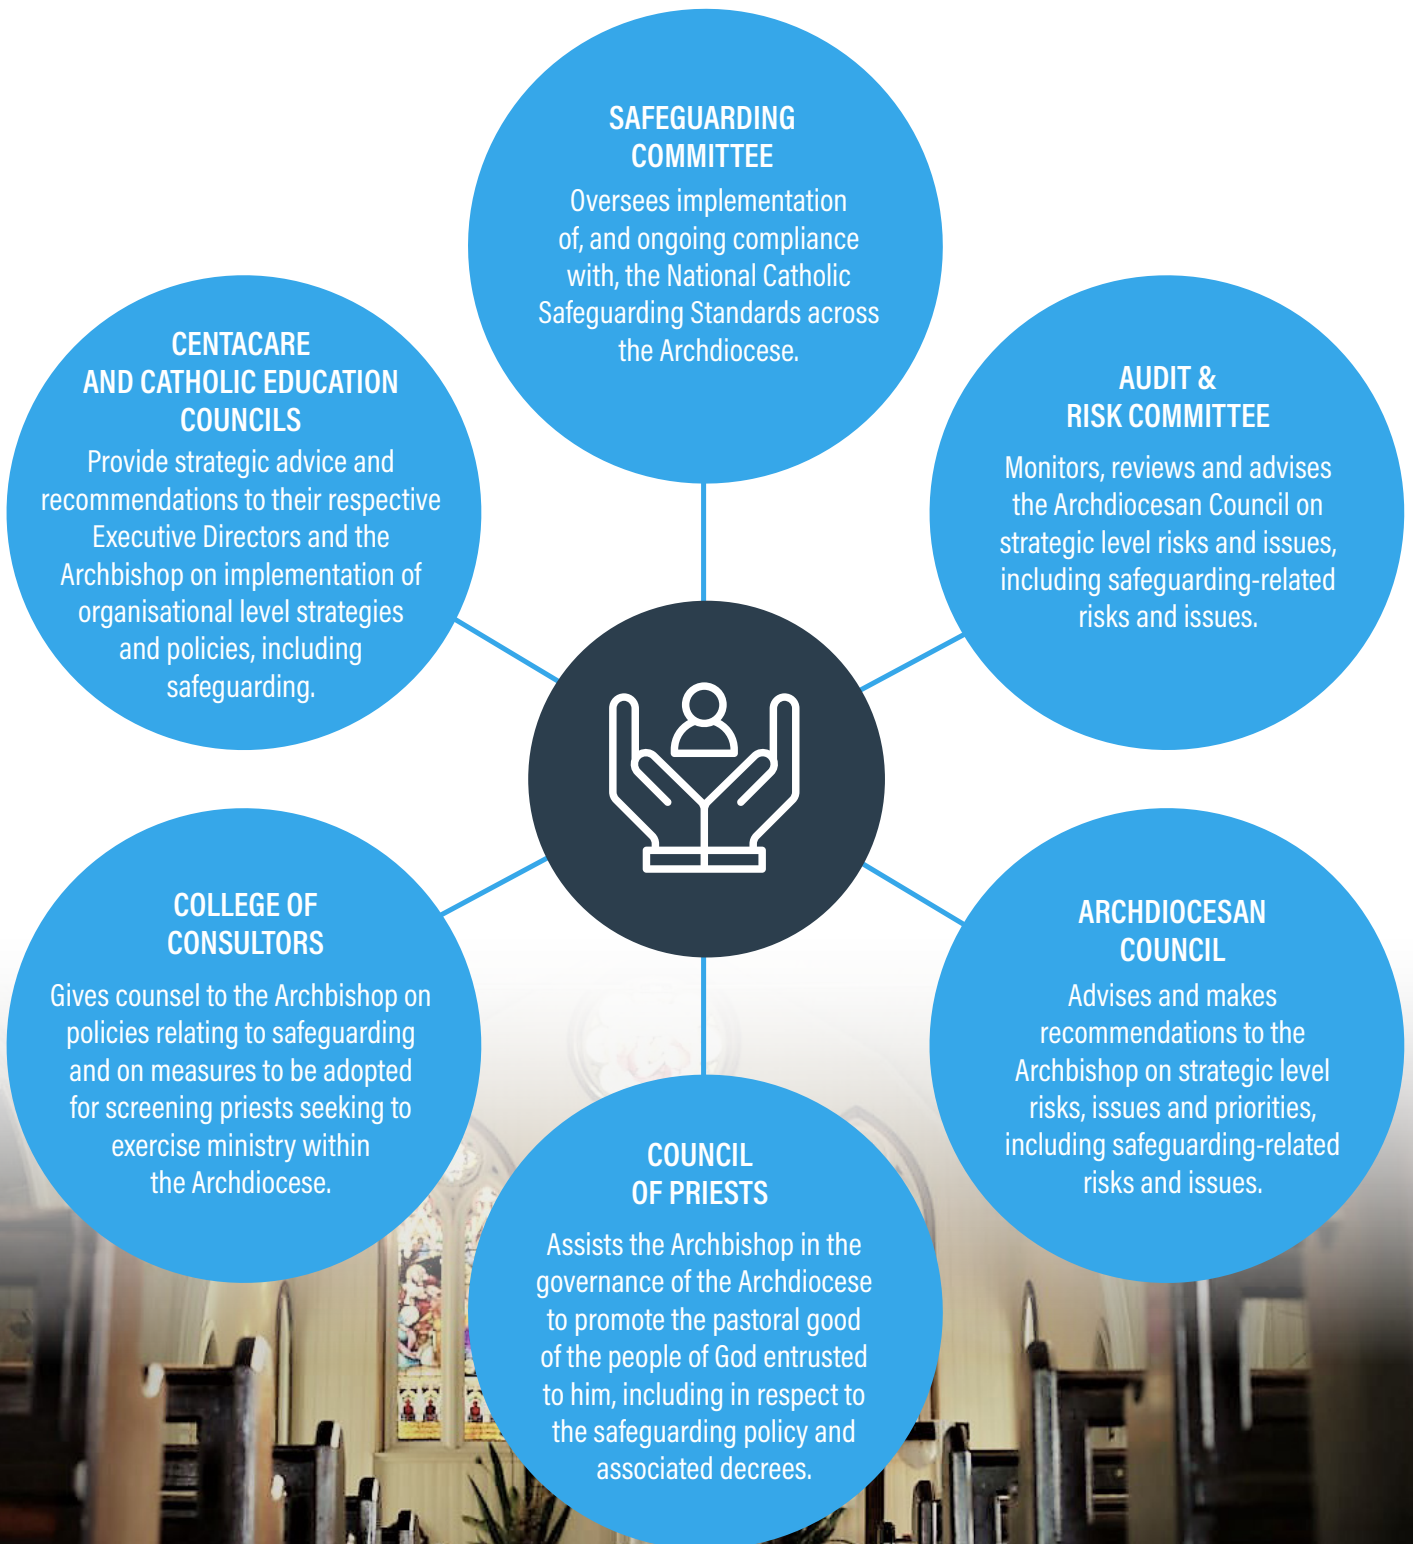 SAFEGUARDING
COMMITTEE
Oversees implementation
of, and ongoing compliance
with, the National Catholic
Safeguarding Standards across
the Archdiocese.
CENTACARE
AND CATHOLIC EDUCATION
COUNCILS
Provide strategic advice and
recommendations to their respective
Executive Directors and the
Archbishop on implementation of
organisational level strategies
and policies, including
safeguarding.
AUDIT &
RISK COMMITTEE
Monitors, reviews and advises
the Archdiocesan Council on
strategic level risks and issues,
including safeguarding-related
risks and issues.
COLLEGE OF
CONSULTORS
Gives counsel to the Archbishop on
policies relating to safeguarding
and on measures to be adopted
for screening priests seeking to
exercise ministry within
the Archdiocese.
ARCHDIOCESAN
COUNCIL
Advises and makes
recommendations to the
Archbishop on strategic level
risks, issues and priorities,
including safeguarding-related
risks and issues.
COUNCIL
OF PRIESTS
Assists the Archbishop in the
governance of the Archdiocese
to promote the pastoral good
of the people of God entrusted
to him, including in respect to
the safeguarding policy and
associated decrees.